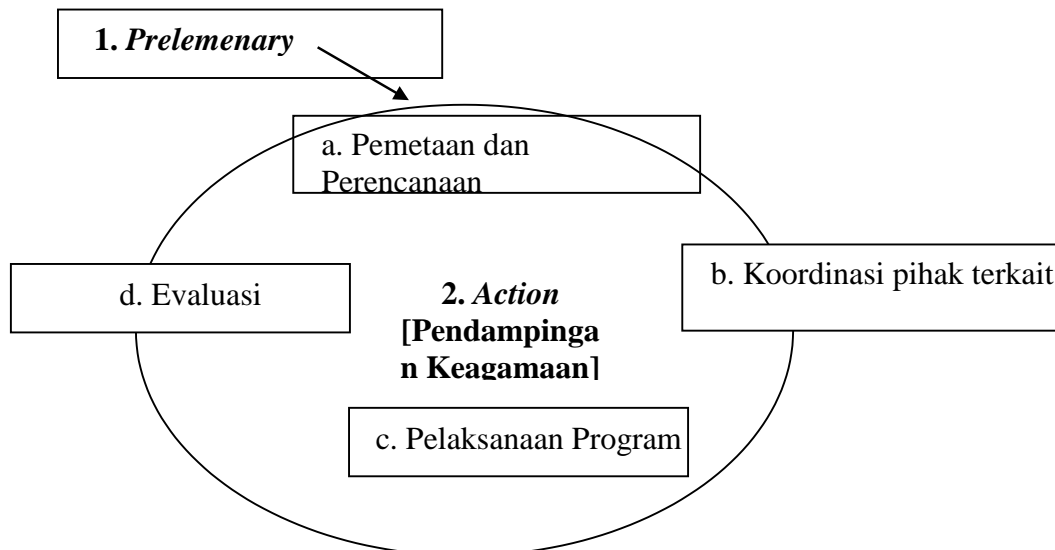 1. Prelemenary
a. Pemetaan dan
Perencanaan
b. Koordinasi pihak terkait
d. Evaluasi
2. Action
[Pendampinga
n Keagamaan]
c. Pelaksanaan Program